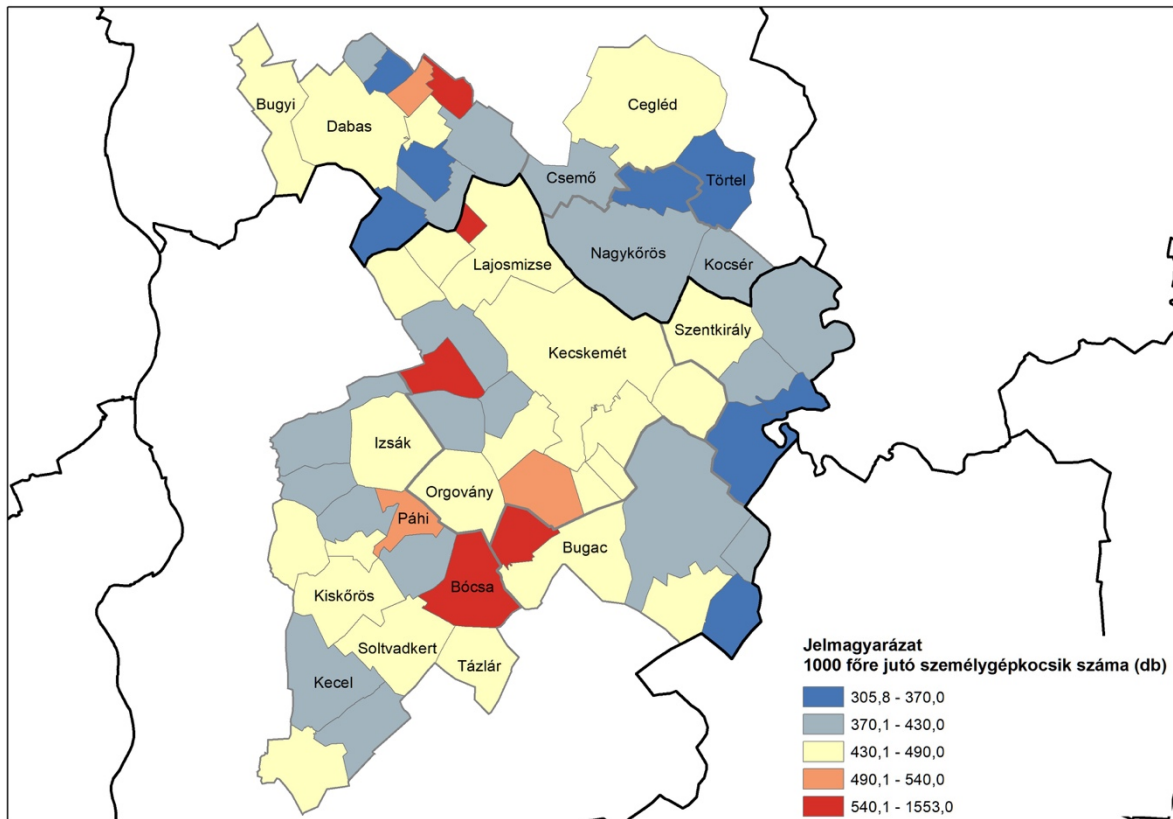 Bugyi
Dabas
Cegléd
Csemő
Törtel
Nagykőrös
Kocsér
Lajosmizse
Szentkirály
Kecskemét
Izsák
Orgovány
Páhi
Bugac
Bócsa
Kiskőrös
Soltvadkert
Tázlár
Kecel
Jelmagyarázat
1000 főre jutó személygépkocsik száma (db)
305,8 - 370,0
370,1 - 430,0
430,1 - 490,0
490,1 - 540,0
540,1 - 1553,0